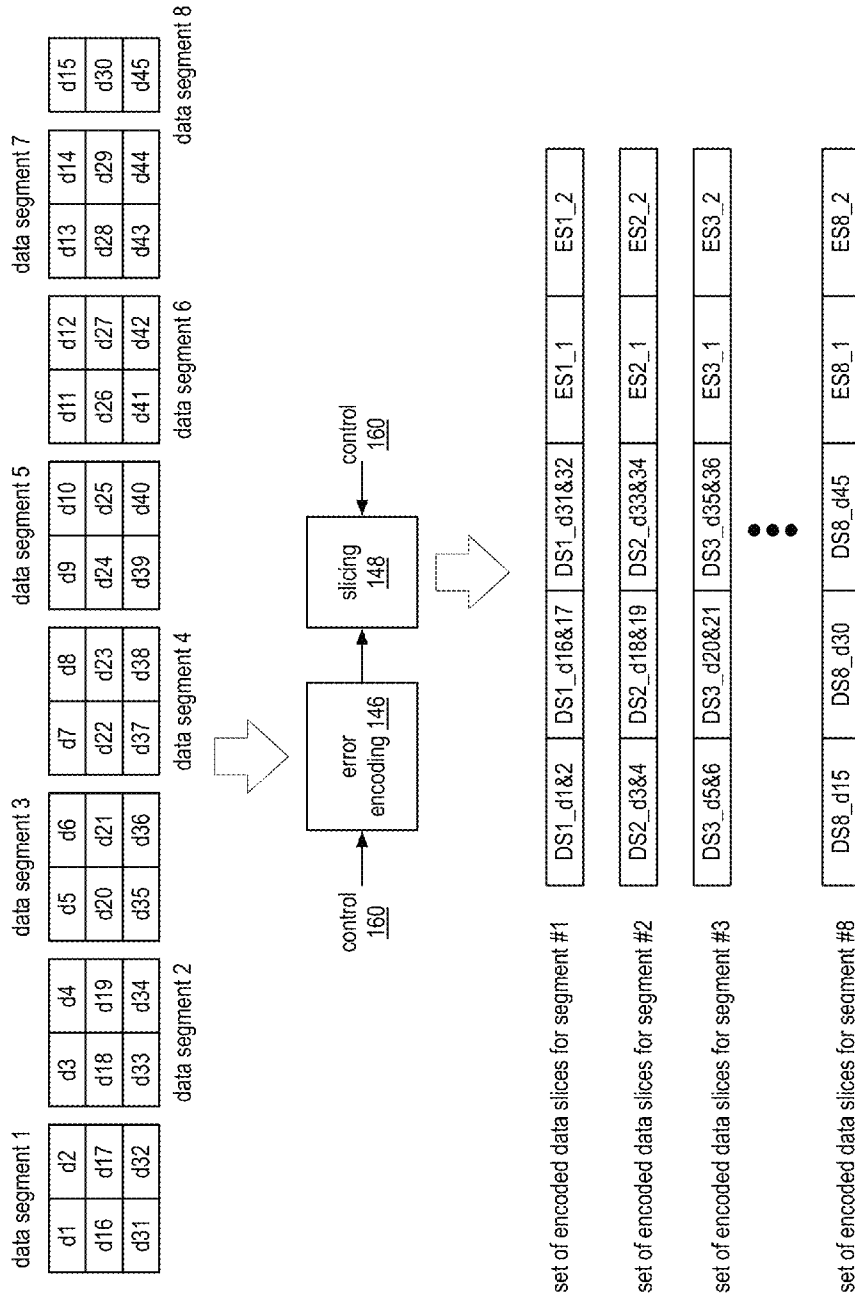 data segment 1
data segment 3
data segment 5
data segment 7
d1 d2 d3 d4 d5 d6 d7 d8 d9 d10 d11 d12 d13 d14 d15
d16 d17 d18 d19 d20 d21 d22 d23 d24 d25 d26 d27 d28 d29 d30
d31 d32 d33 d34 d35 d36 d37 d38 d39 d40 d41 d42 d43 d44 d45
data segment 2
data segment 4
data segment 6
data segment 8
control
160
error
encoding 146
slicing
148
control
160
set of encoded data slices for segment #1
DS1_d1&2 DS1_d16&17 DS1_d31&32 ES1_1 ES1_2
set of encoded data slices for segment #2
DS2_d3&4 DS2_d18&19 DS2_d33&34 ES2_1 ES2_2
set of encoded data slices for segment #3
DS3_d5&6 DS3_d20&21 DS3_d35&36 ES3_1 ES3_2
set of encoded data slices for segment #8
DS8_d15 DS8_d30 DS8_d45 ES8_1 ES8_2